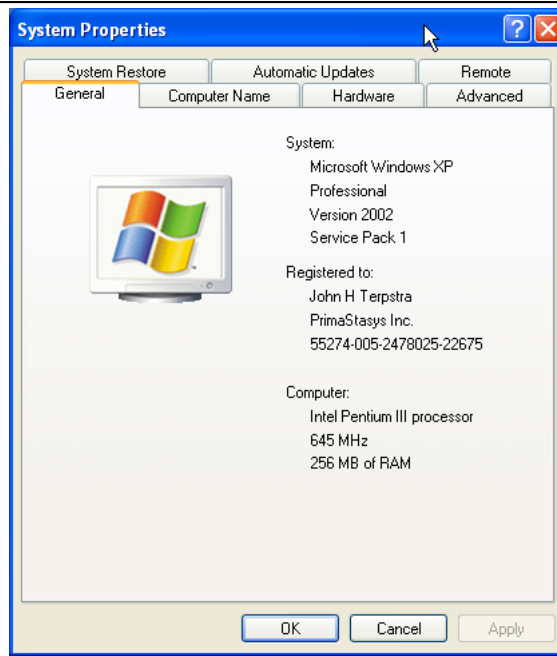 System Properties
System Restore Automatic Updates Remote
General Computer Name Hardware Advanced
System:
Microsoft Windows XP
Professional
Version 2002
Service Pack 1
Registered to:
John H Terpstra
PrimaStasys Inc.
55274-005-2478025-22675
Computer:
Intel Pentium III processor
645 MHz
256 MB of RAM
OK Cancel Apply